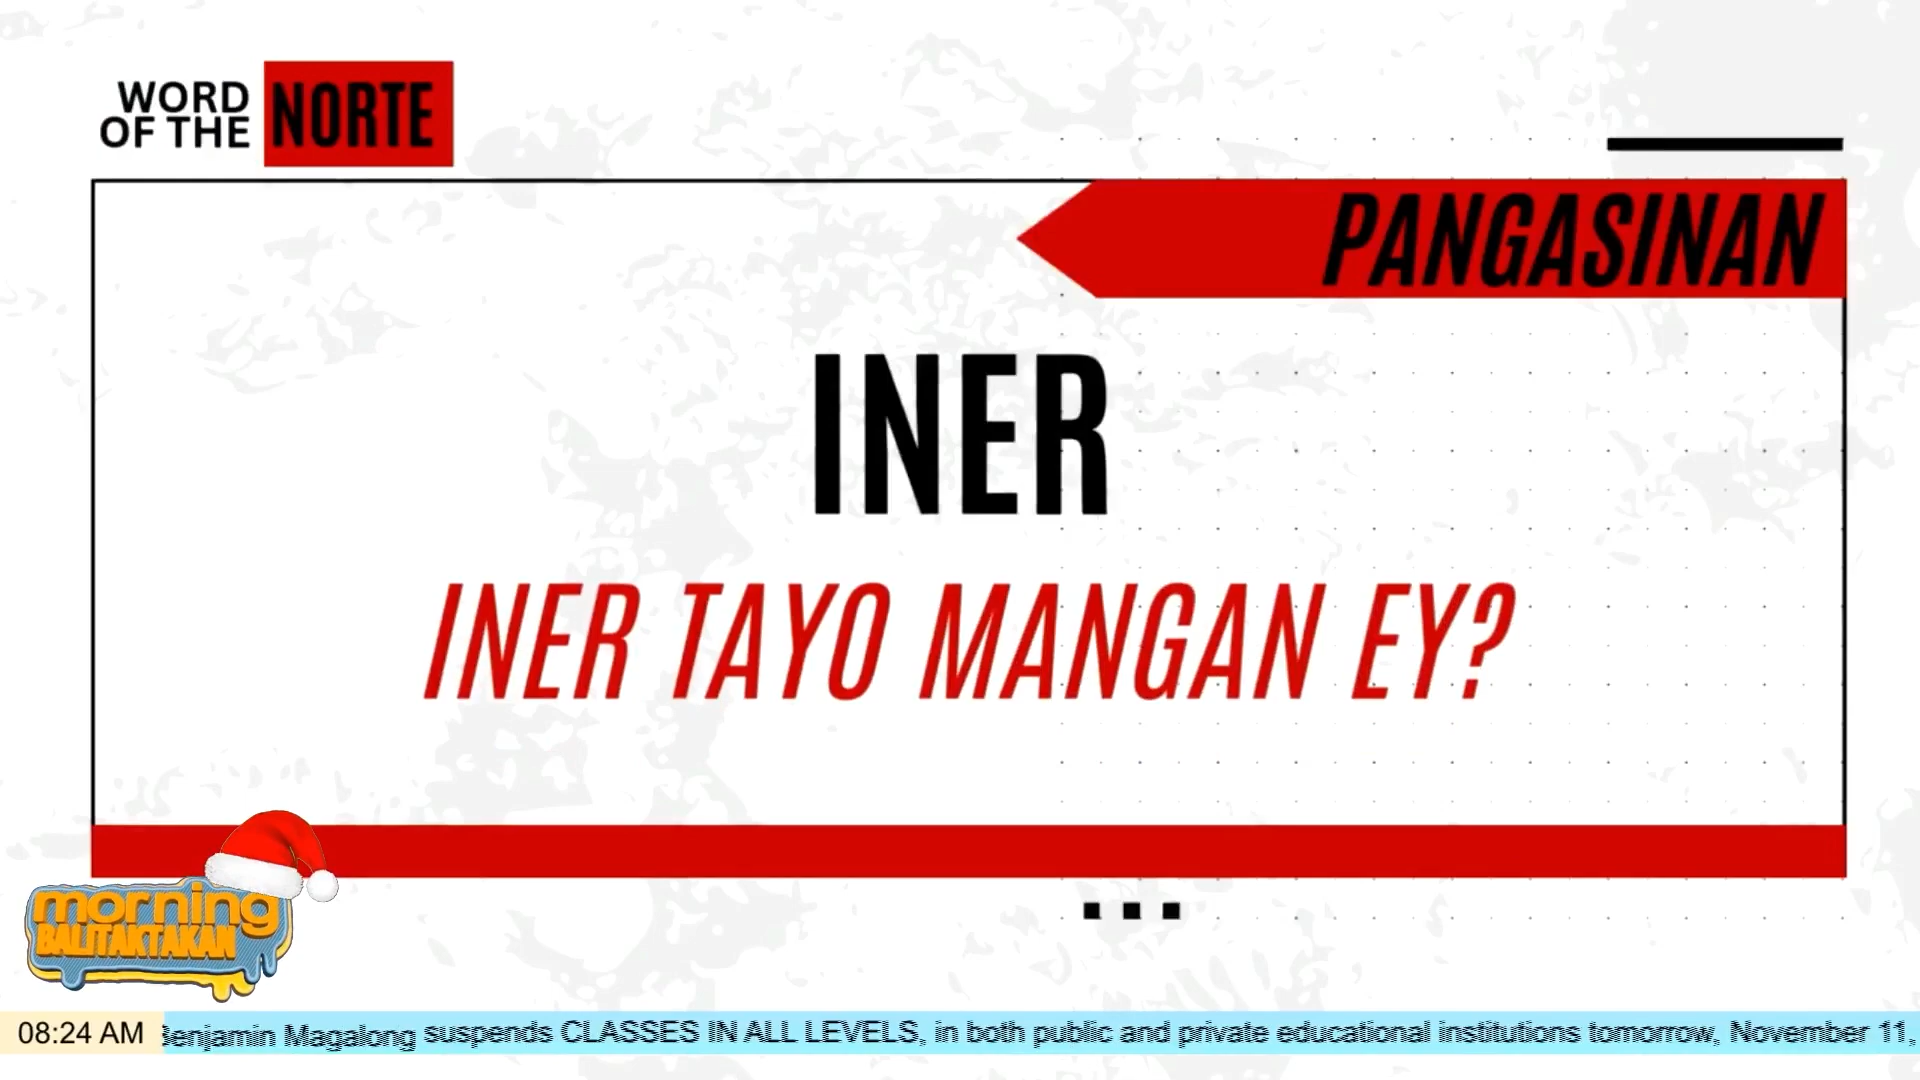 WORD
OF THE
NORTE
PANGASINAN
INER
INER TAYO MANGAN EY?
morning
BALITAKTAKAN
08:24 AM
Benjamin Magalong suspends CLASSES IN ALL LEVELS, in both public and private educational institutions tomorrow, November 11,